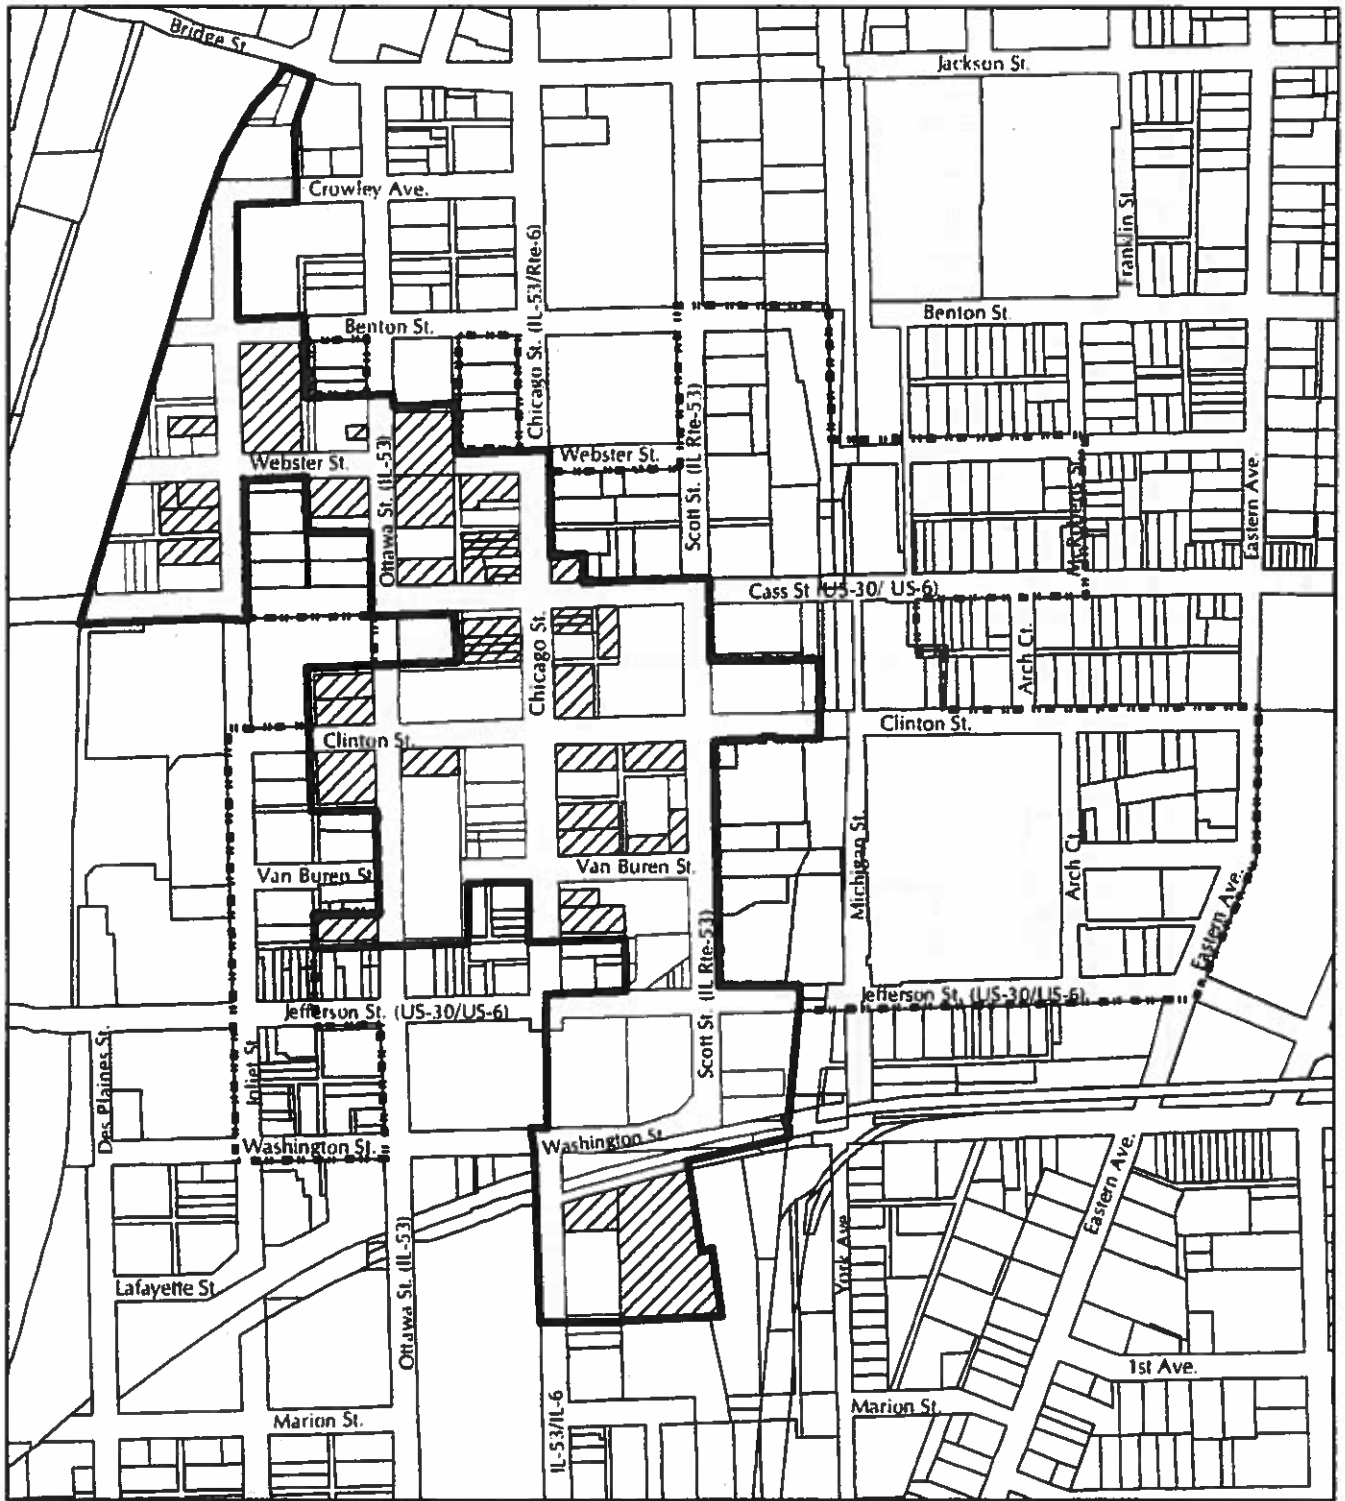 Bridge St.
Jackson St.
Crowley Ave.
Franklin St.
Chicago St. (IL-53/Rte-6)
Benton St.
Benton St.
Webster St.
Ottawa St. (IL-53)
Webster St.
Scott St. (IL Rte-53)
McRoberts St.
Eastern Ave.
Cass St (US-30/ US-6)
Chicago St.
Arch Ct.
Clinton St.
Clinton St.
Van Buren St.
Van Buren St.
Michigan St.
Arch Ct.
Eastern Ave.
Scott St. (IL Rte-53)
Jefferson St. (US-30/US-6)
Jefferson St. (US-30/US-6)
Des Plaines St.
Joliet St.
Washington St.
Washington St.
Ottawa St. (IL-53)
York Ave
Eastern Ave.
Lafayette St.
1st Ave.
IL-53/IL-6
Marion St.
Marion St.